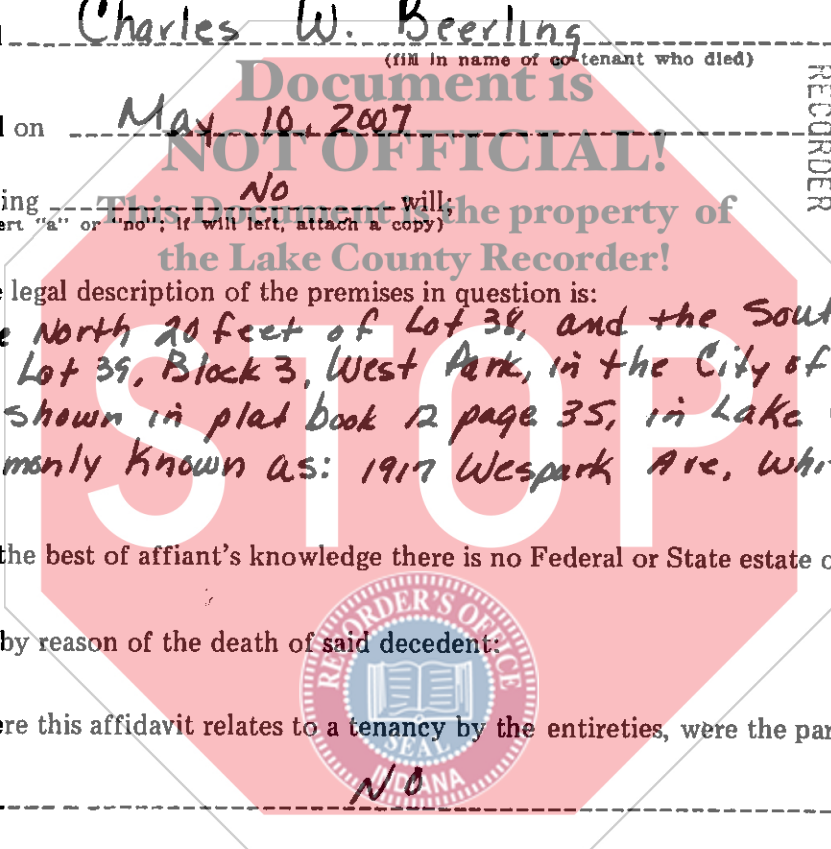 Charles W. Beerling
(fill in name of co-tenant who died)
RECORDER
Document is
on May 10, 2007
NOT OFFICIAL!
ing No will;
This Document is the property of
ert "a" or "no"; if will left, attach a copy)
the Lake County Recorder!
legal description of the premises in question is:
North 20 feet of Lot 38, and the Sout
Lot 39, Block 3, West Park, in the City of
shown in plat book 12 page 35, in Lake
monly Known as: 1917 Wespark Ave, Whi
STOP
the best of affiant's knowledge there is no Federal or State estate o
by reason of the death of said decedent:
RECORDER'S OFFICE
SEAL
INDIANA
ere this affidavit relates to a tenancy by the entireties, were the par
NO